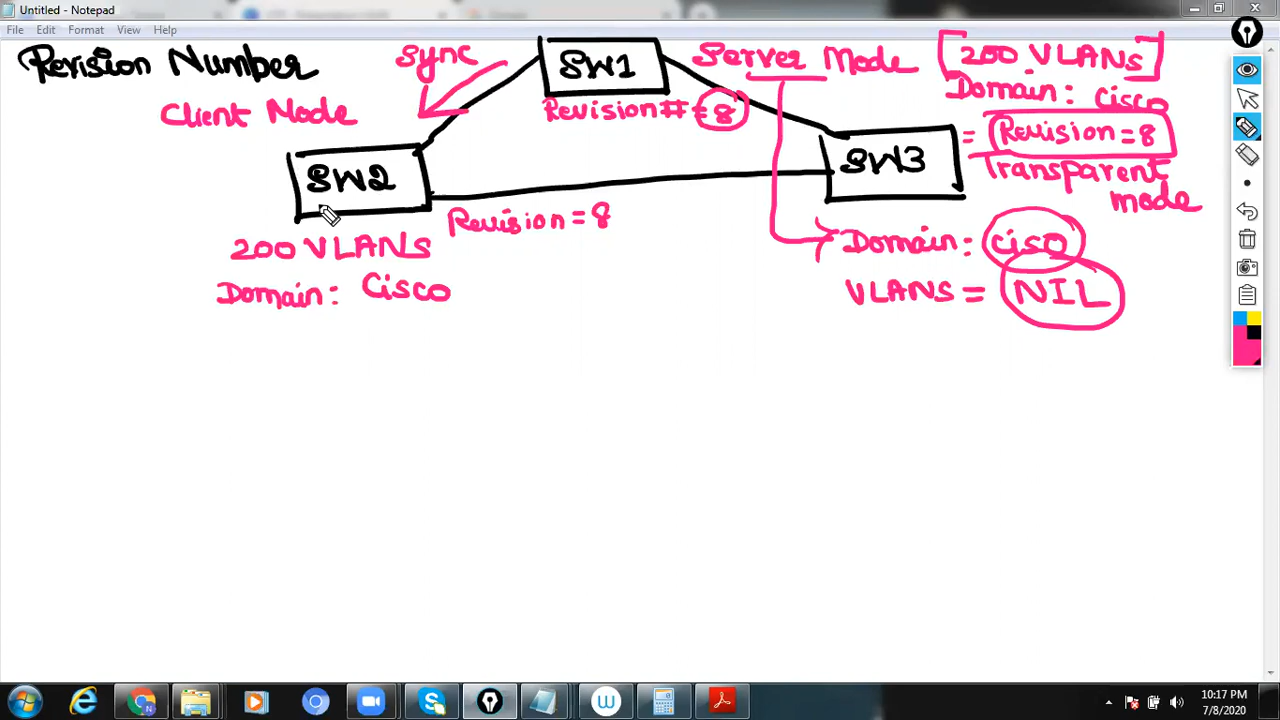 Untitled - Notepad
File Edit Format View Help
Revision Number
Sync
SW1
Server Mode
[200 VLANs]
Client Mode
Revision# = 8
Domain: Cisco
= Revision = 8
SW2
SW3
Transparent
mode
Revision = 8
200 VLANs
Domain: cisco
Domain: Cisco
VLANS = NIL
10:17 PM
7/8/2020